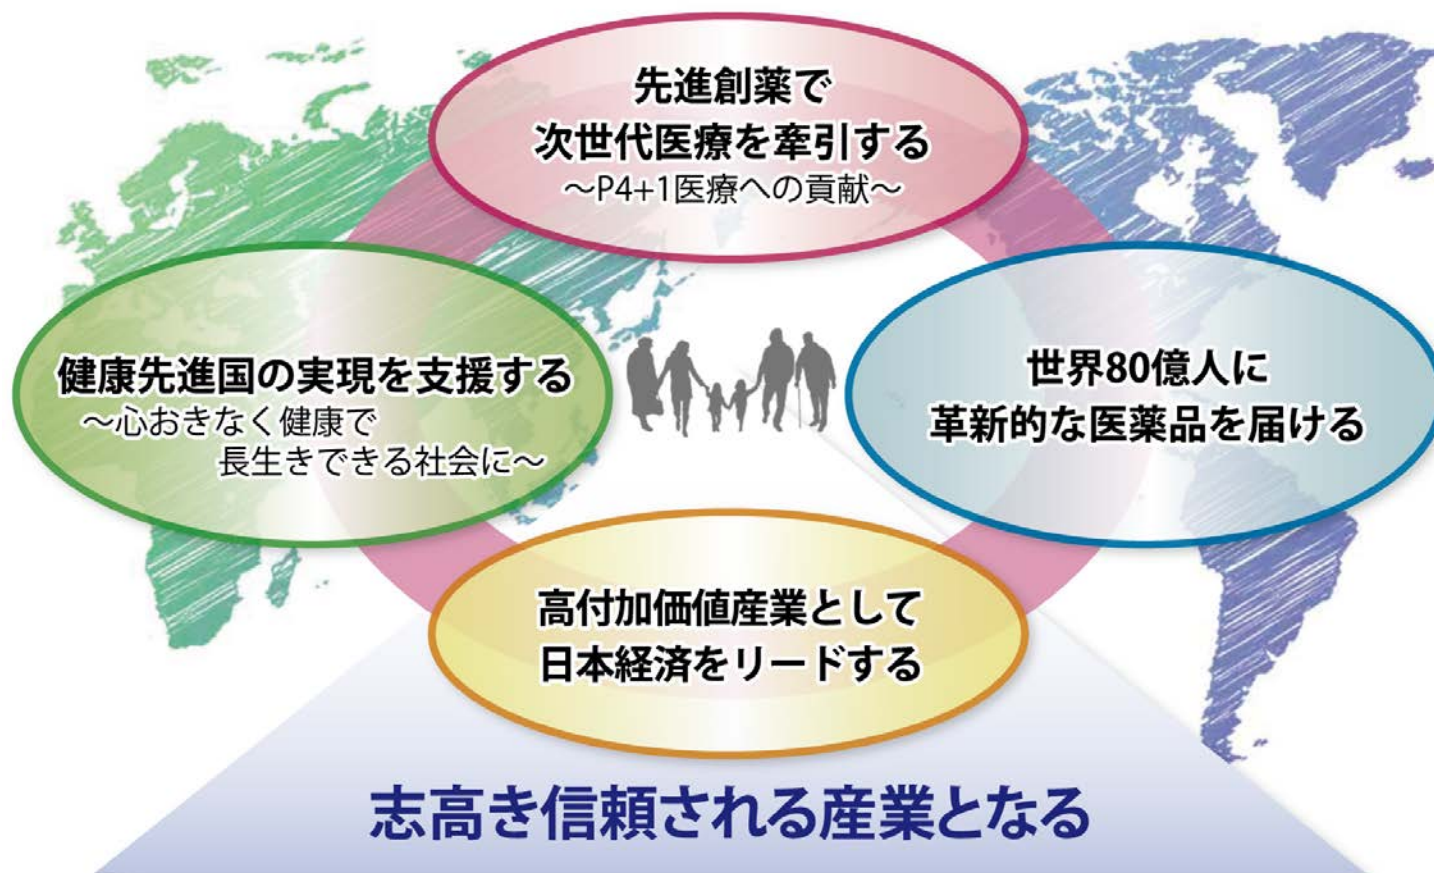 先進創薬で
次世代医療を牽引する
～P4+1医療への貢献～
健康先進国の実現を支援する
～心おきなく健康で
長生きできる社会に～
世界80億人に
革新的な医薬品を届ける
高付加価値産業として
日本経済をリードする
志高き信頼される産業となる